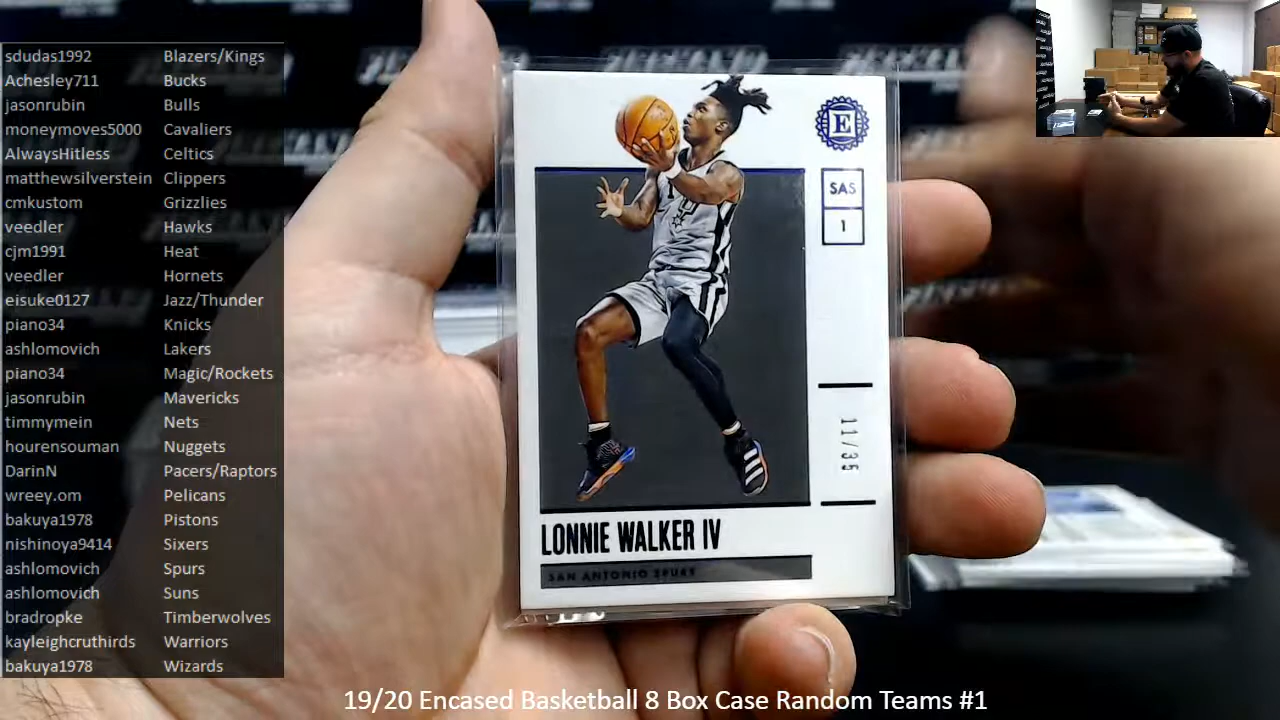 sdudas1992 Blazers/Kings
Achesley711 Bucks
jasonrubin Bulls
moneymoves5000 Cavaliers
AlwaysHitless Celtics
matthewsilverstein Clippers
cmkustom Grizzlies
veedler Hawks
cjm1991 Heat
veedler Hornets
eisuke0127 Jazz/Thunder
piano34 Knicks
ashlomovich Lakers
piano34 Magic/Rockets
jasonrubin Mavericks
timmymein Nets
hourensouman Nuggets
DarinN Pacers/Raptors
wreey.om Pelicans
bakuya1978 Pistons
nishinoya9414 Sixers
ashlomovich Spurs
ashlomovich Suns
bradropke Timberwolves
kayleighcruthirds Warriors
bakuya1978 Wizards
E
SAS
1
11/35
LONNIE WALKER IV
SAN ANTONIO SPURS
19/20 Encased Basketball 8 Box Case Random Teams #1